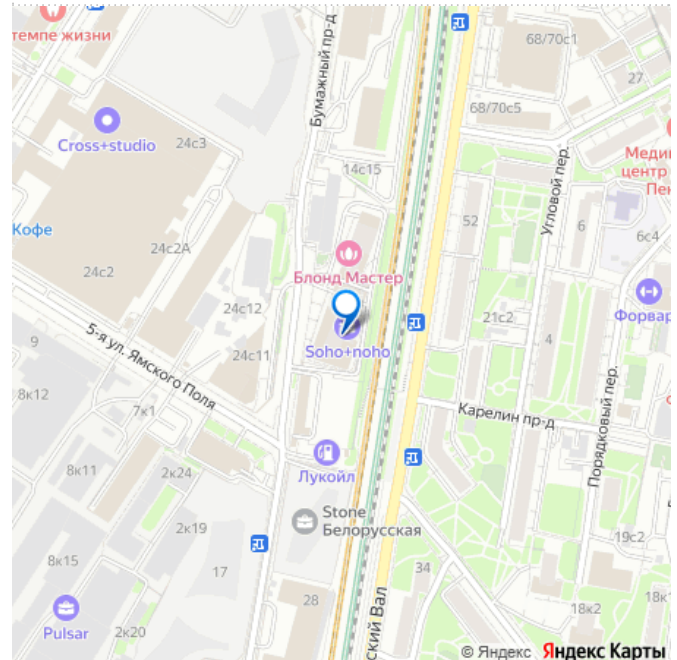 темпе жизни
68/70с1
27
Бумажный пр-д
68/70с5
Cross+studio
24с3
14с15
Угловой пер.
Меди
центр
Пен
Кофе
24с2А
52
6
6с4
24с2
Блонд Мастер
24с12
Форвар
21с2
4
9
5-я ул. Ямского Поля
24с11
Soho+noho
8к12
7к1
Карелин пр-д
Порядковый пер.
8к11
2к24
Лукойл
2к19
Stone
Белорусская
19с2
8к15
17
34
28
ский Вал
18к2
18к1
Pulsar
2к20
© Яндекс Яндекс Карты